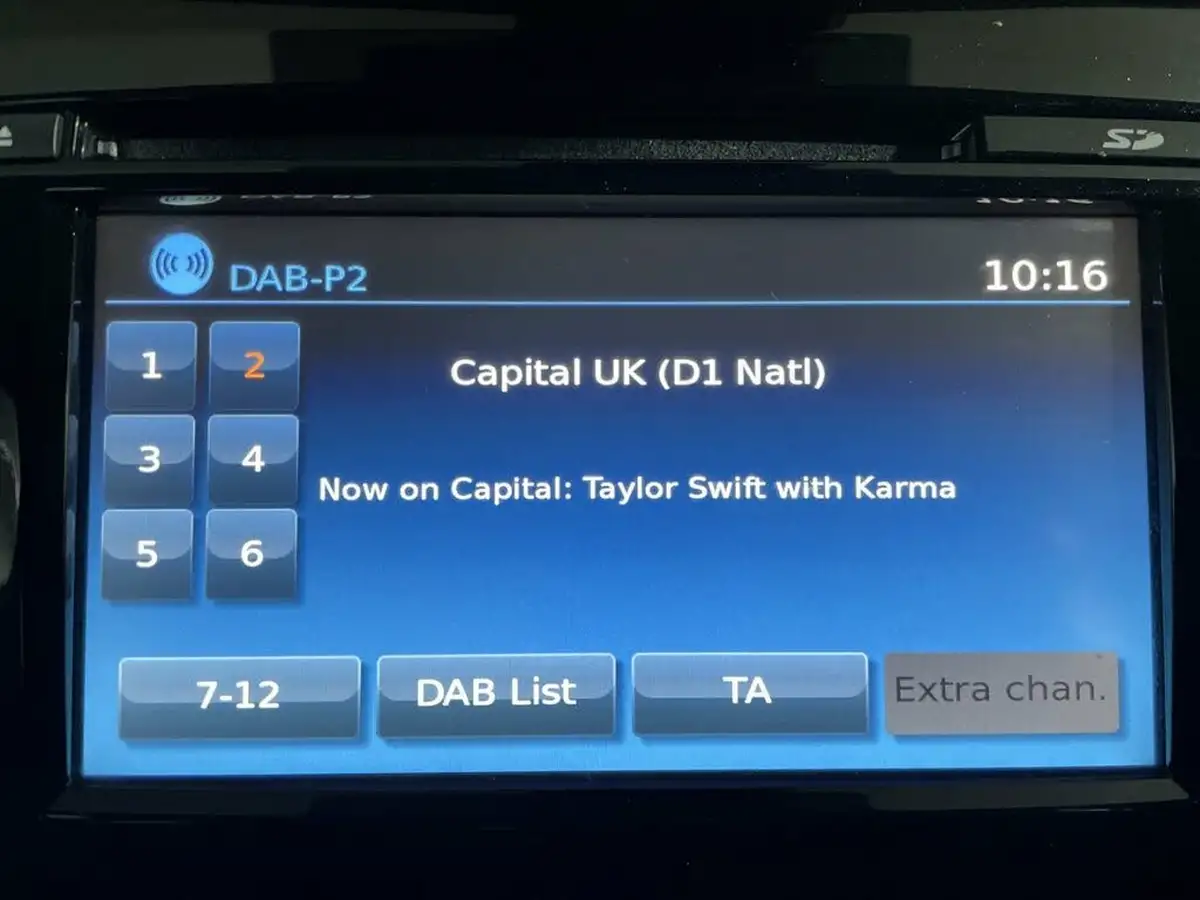 SD
DAB-P2
10:16
1
2
Capital UK (D1 Natl)
3
4
Now on Capital: Taylor Swift with Karma
5
6
7-12
DAB List
TA
Extra chan.